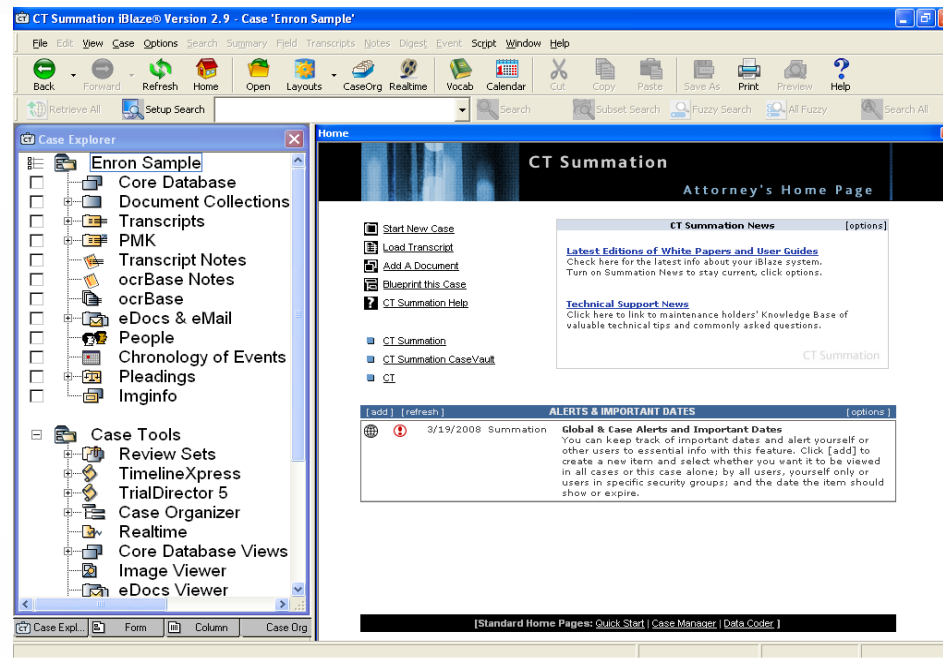 CT Summation iBlaze® Version 2.9 - Case 'Enron Sample'
File Edit View Case Options Search Summary Field Transcripts Notes Digest Event Script Window Help
Back Forward Refresh Home Open Layouts CaseOrg Realtime Vocab Calendar Cut Copy Paste Save As Print Preview Help
Retrieve All Setup Search Search Subset Search Fuzzy Search All Fuzzy Search All
Case Explorer
Enron Sample
Core Database
Document Collections
Transcripts
PMK
Transcript Notes
ocrBase Notes
ocrBase
eDocs & eMail
People
Chronology of Events
Pleadings
Imginfo
Case Tools
Review Sets
TimelineXpress
TrialDirector 5
Case Organizer
Realtime
Core Database Views
Image Viewer
eDocs Viewer
Case Expl... Form Column Case Org
Home
CT Summation
Attorney's Home Page
Start New Case
Load Transcript
Add A Document
Blueprint this Case
CT Summation Help
CT Summation
CT Summation CaseVault
CT
CT Summation News [options]
Latest Editions of White Papers and User Guides
Check here for the latest info about your iBlaze system.
Turn on Summation News to stay current, click options.
Technical Support News
Click here to link to maintenance holders' Knowledge Base of
valuable technical tips and commonly asked questions.
CT Summation
[add] [refresh] ALERTS & IMPORTANT DATES [options]
3/19/2008 Summation Global & Case Alerts and Important Dates
You can keep track of important dates and alert yourself or
other users to essential info with this feature. Click [add] to
create a new item and select whether you want it to be viewed
in all cases or this case alone; by all users, yourself only or
users in specific security groups; and the date the item should
show or expire.
[Standard Home Pages: Quick Start | Case Manager | Data Coder ]